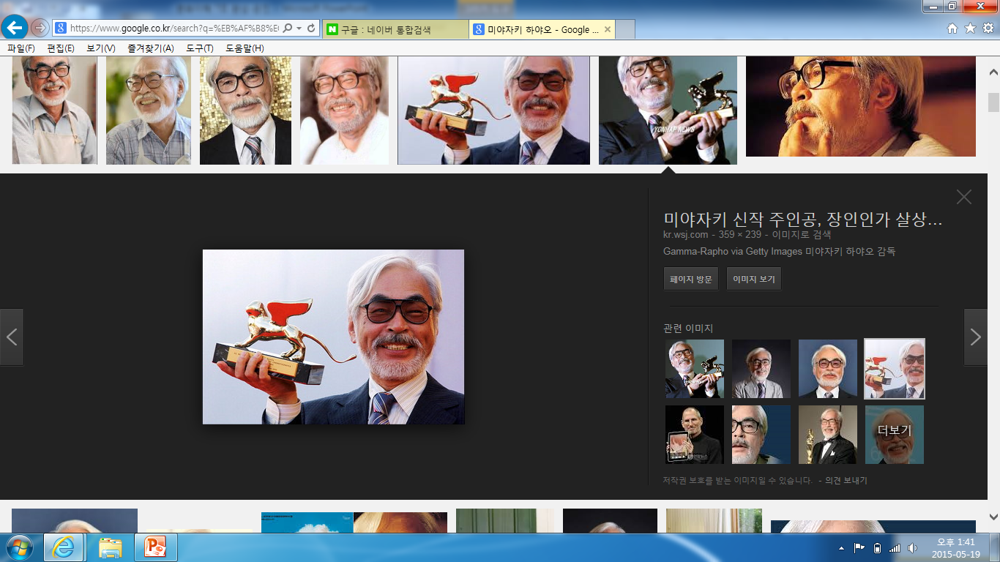 https://www.google.co.kr/search?q=%EB%AF%B8%E
구글 : 네이버 통합검색
미야자키 하야오 - Google ...
파일(F) 편집(E) 보기(V) 즐겨찾기(A) 도구(T) 도움말(H)
YONHAP NEWS
미야자키 신작 주인공, 장인인가 살상...
kr.wsj.com - 359 × 239 - 이미지로 검색
Gamma-Rapho via Getty Images 미야자키 하야오 감독
페이지 방문 이미지 보기
관련 이미지
더보기
저작권 보호를 받는 이미지일 수 있습니다. - 의견 보내기
오후 1:41
2015-05-19